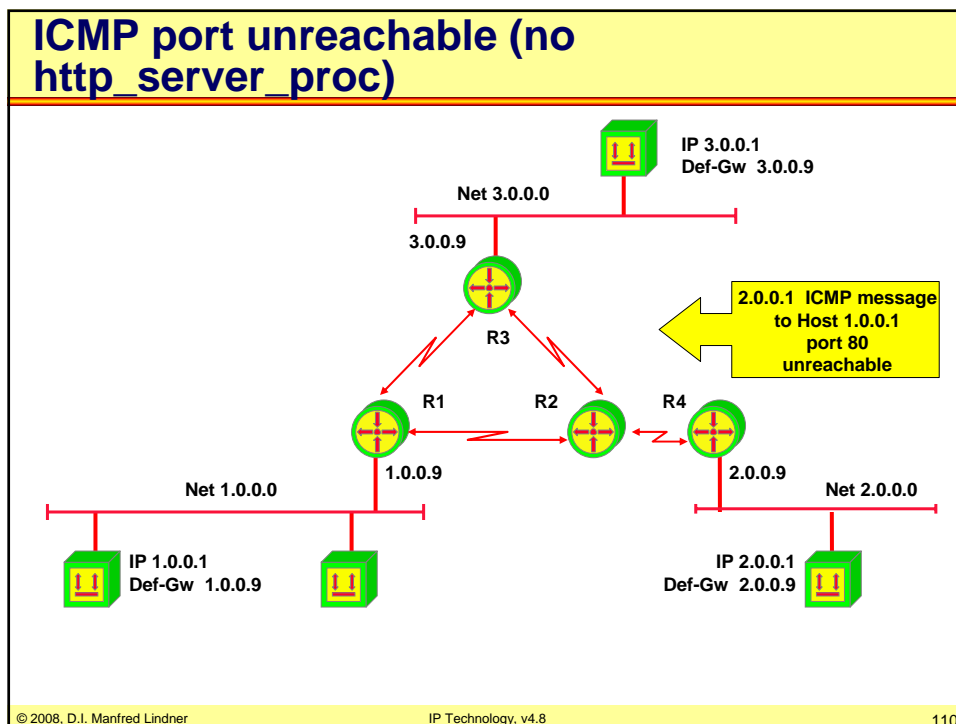 ICMP port unreachable (no
http_server_proc)
IP 3.0.0.1
Def-Gw 3.0.0.9
Net 3.0.0.0
3.0.0.9
R3
2.0.0.1 ICMP message
to Host 1.0.0.1
port 80
unreachable
R1
R2
R4
1.0.0.9
2.0.0.9
Net 1.0.0.0
Net 2.0.0.0
IP 1.0.0.1
Def-Gw 1.0.0.9
IP 2.0.0.1
Def-Gw 2.0.0.9
© 2008, D.I. Manfred Lindner
IP Technology, v4.8
110